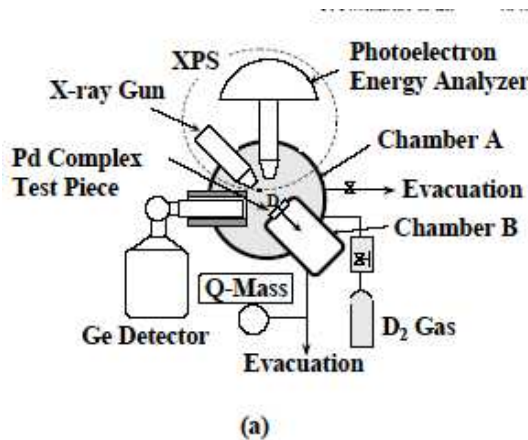 XPS
Photoelectron
Energy Analyzer
X-ray Gun
Chamber A
Pd Complex
Test Piece
D
Evacuation
Chamber B
Q-Mass
Ge Detector
D₂ Gas
Evacuation
(a)